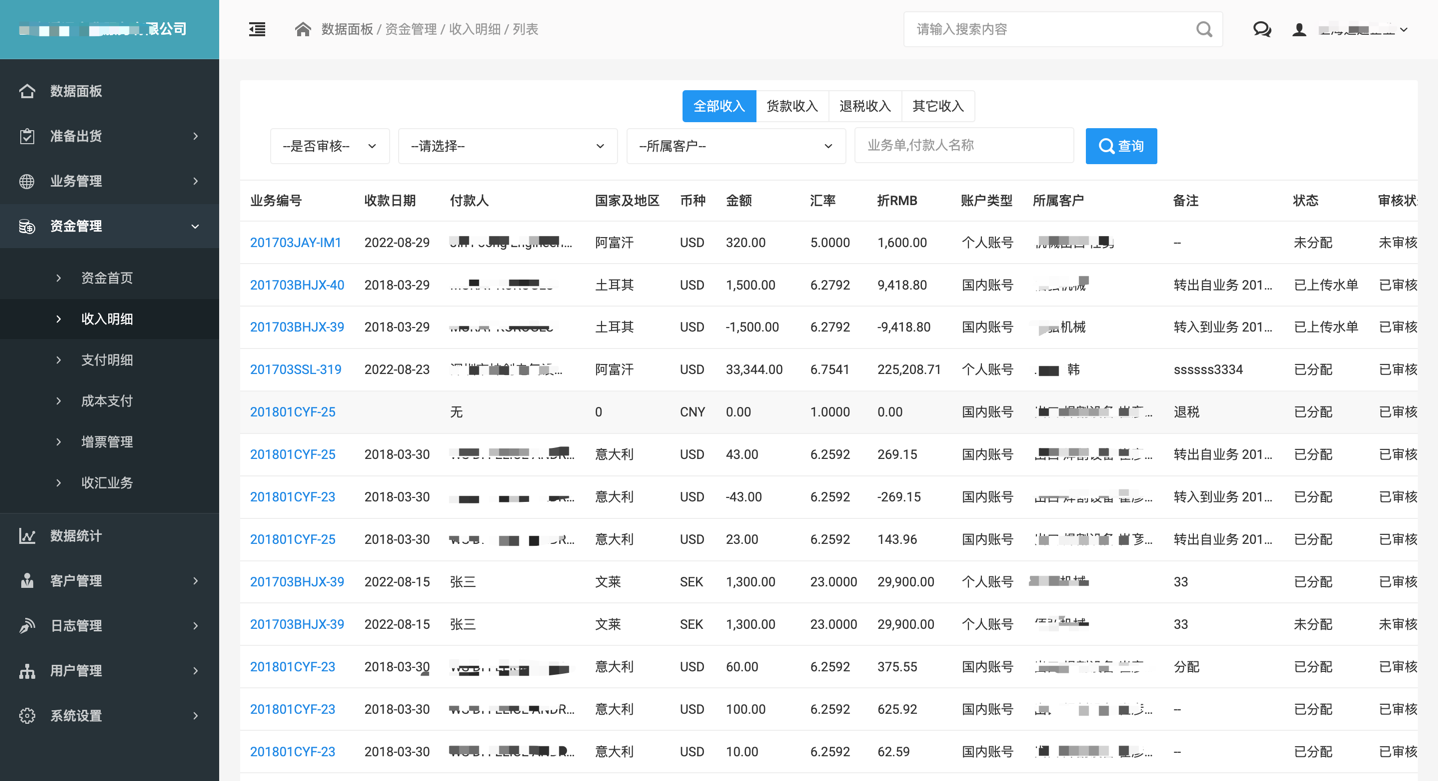 限公司
数据面板 / 资金管理 / 收入明细 / 列表
请输入搜索内容
数据面板
准备出货
业务管理
资金管理
资金首页
收入明细
支付明细
成本支付
增票管理
收汇业务
数据统计
客户管理
日志管理
用户管理
系统设置
全部收入 货款收入 退税收入 其它收入
--是否审核-- --请选择-- --所属客户-- 业务单,付款人名称 查询
业务编号 收款日期 付款人 国家及地区 币种 金额 汇率 折RMB 账户类型 所属客户 备注 状态 审核状
201703JAY-IM1 2022-08-29 阿富汗 USD 320.00 5.0000 1,600.00 个人账号 -- 未分配 未审核
201703BHJX-40 2018-03-29 土耳其 USD 1,500.00 6.2792 9,418.80 国内账号 转出自业务 201... 已上传水单 已审核
201703BHJX-39 2018-03-29 土耳其 USD -1,500.00 6.2792 -9,418.80 国内账号 机械 转入到业务 201... 已上传水单 已审核
201703SSL-319 2022-08-23 阿富汗 USD 33,344.00 6.7541 225,208.71 个人账号 韩 ssssss3334 已分配 已审核
201801CYF-25 无 0 CNY 0.00 1.0000 0.00 国内账号 退税 已分配 已审核
201801CYF-25 2018-03-30 意大利 USD 43.00 6.2592 269.15 国内账号 转出自业务 201... 已分配 已审核
201801CYF-23 2018-03-30 意大利 USD -43.00 6.2592 -269.15 国内账号 转入到业务 201... 已分配 已审核
201801CYF-25 2018-03-30 意大利 USD 23.00 6.2592 143.96 国内账号 转出自业务 201... 已分配 已审核
201703BHJX-39 2022-08-15 张三 文莱 SEK 1,300.00 23.0000 29,900.00 个人账号 33 已分配 已审核
201703BHJX-39 2022-08-15 张三 文莱 SEK 1,300.00 23.0000 29,900.00 个人账号 33 未分配 未审核
201801CYF-23 2018-03-30 意大利 USD 60.00 6.2592 375.55 国内账号 分配 已分配 已审核
201801CYF-23 2018-03-30 意大利 USD 100.00 6.2592 625.92 国内账号 -- 已分配 已审核
201801CYF-23 2018-03-30 意大利 USD 10.00 6.2592 62.59 国内账号 -- 已分配 已审核